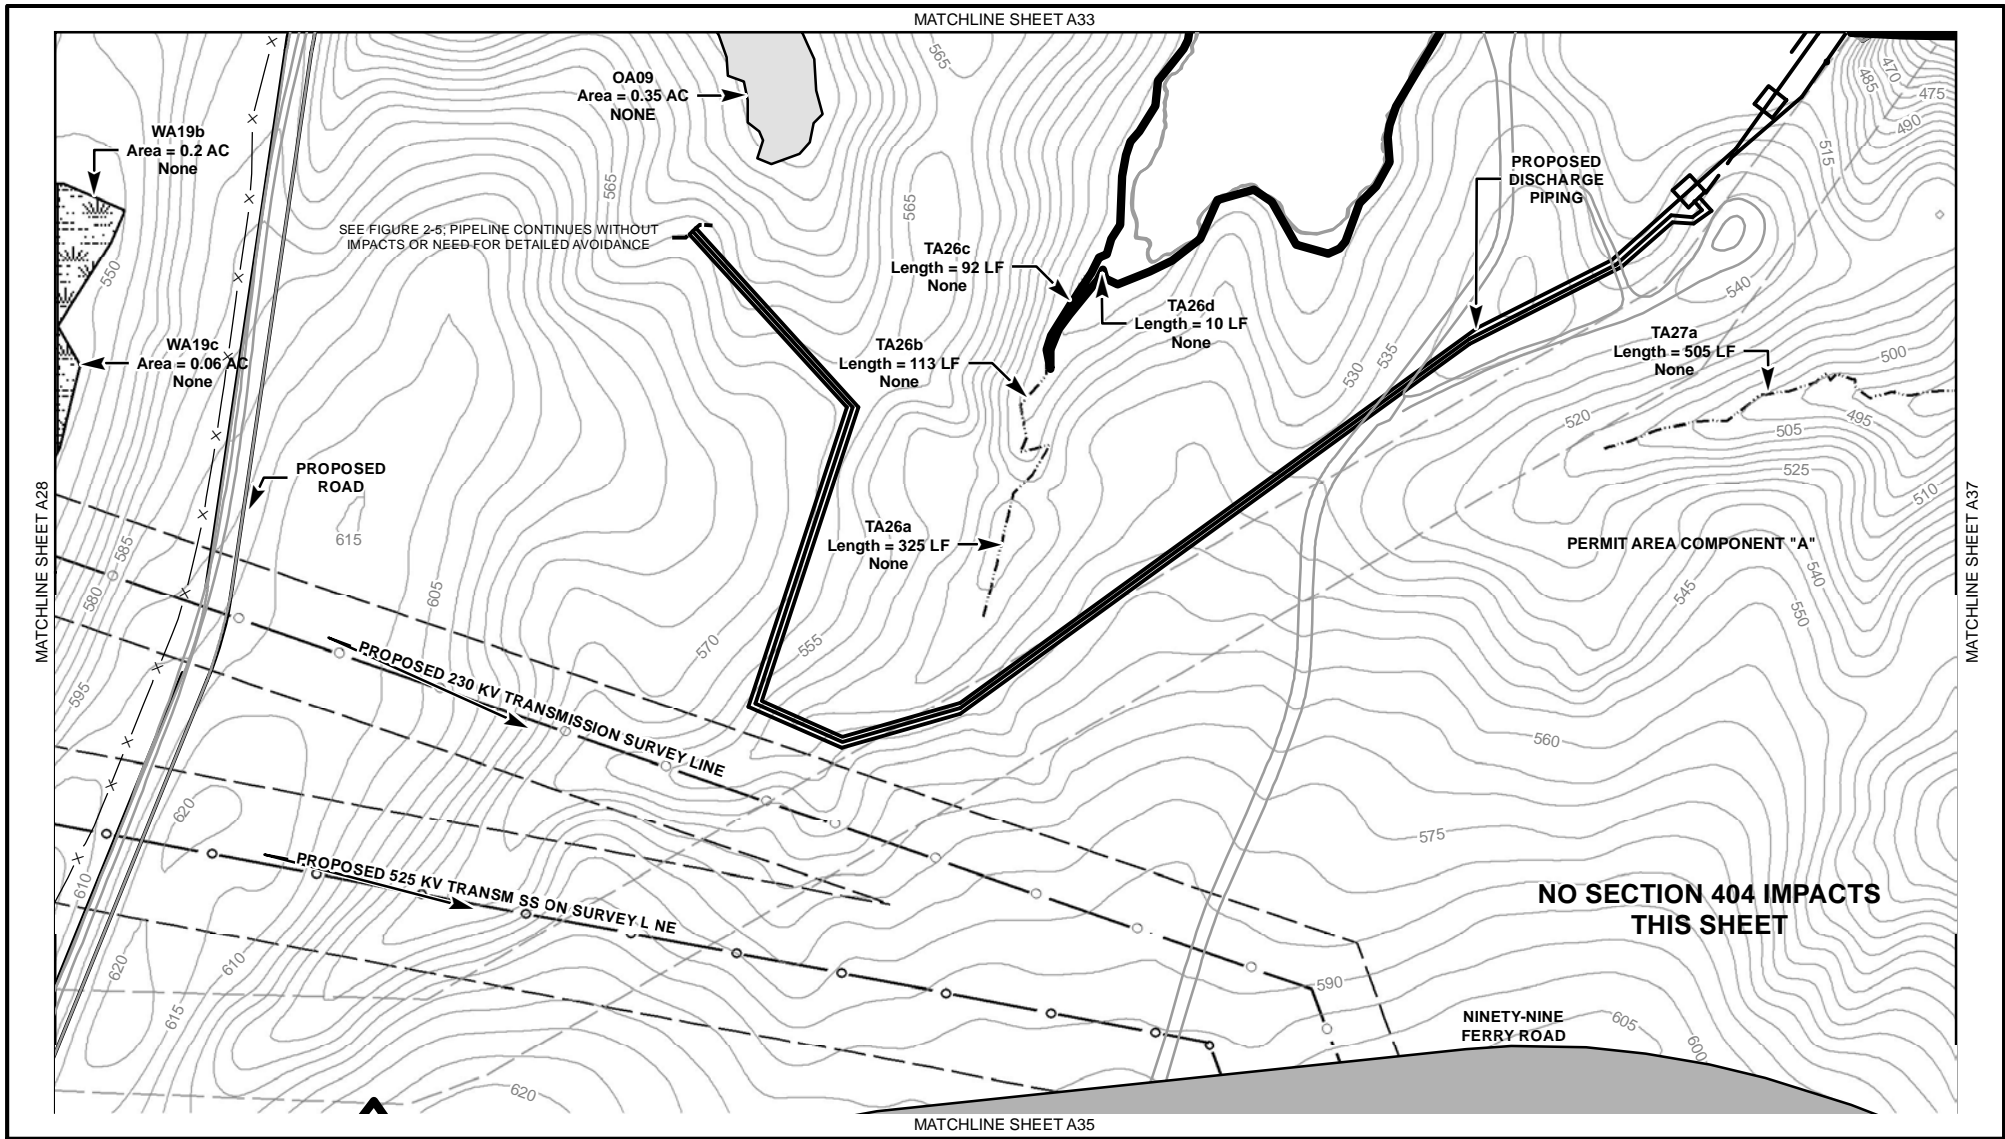 MATCHLINE SHEET A33
OA09
Area = 0.35 AC
NONE
WA19b
Area = 0.2 AC
None
WA19c
Area = 0.06 AC
None
SEE FIGURE 2-5; PIPELINE CONTINUES WITHOUT
IMPACTS OR NEED FOR DETAILED AVOIDANCE
TA26c
Length = 92 LF
None
TA26d
Length = 10 LF
None
TA26b
Length = 113 LF
None
TA26a
Length = 325 LF
None
PROPOSED
DISCHARGE
PIPING
TA27a
Length = 505 LF
None
PROPOSED
ROAD
MATCHLINE SHEET A28
MATCHLINE SHEET A37
PERMIT AREA COMPONENT "A"
PROPOSED 230 KV TRANSMISSION SURVEY LINE
PROPOSED 525 KV TRANSM SS ON SURVEY L NE
NO SECTION 404 IMPACTS
THIS SHEET
NINETY-NINE
FERRY ROAD
MATCHLINE SHEET A35
565
565
565
550
470
485
475
490
515
540
500
495
505
525
510
520
530
535
540
545
550
615
605
585
580
595
570
555
560
575
590
605
600
620
610
620
610
615
620